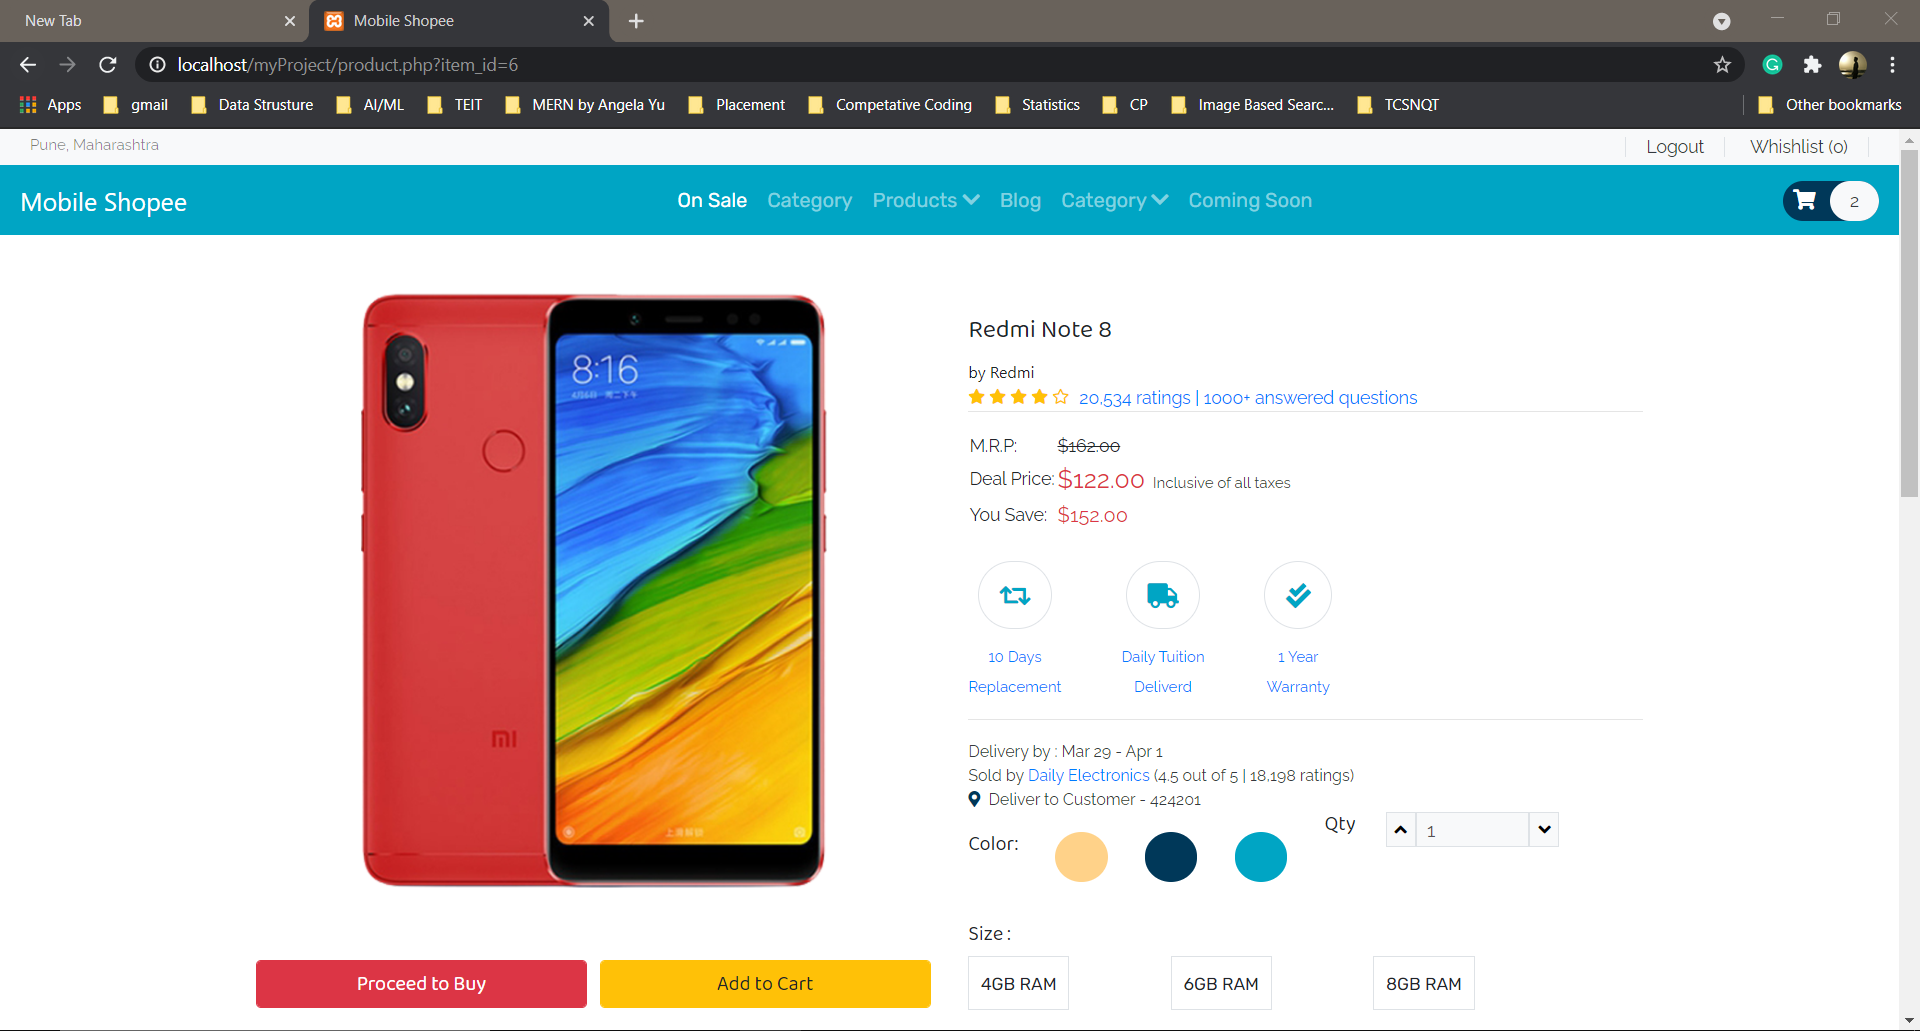 New Tab
Mobile Shopee
localhost/myProject/product.php?item_id=6
Apps gmail Data Strusture AI/ML TEIT MERN by Angela Yu Placement Competative Coding Statistics CP Image Based Searc... TCSNQT Other bookmarks
Pune, Maharashtra
Logout
Whishlist (0)
Mobile Shopee
On Sale Category Products Blog Category Coming Soon
2
8:16
MI
Redmi Note 8
by Redmi
20,534 ratings | 1000+ answered questions
M.R.P: $162.00
Deal Price: $122.00 Inclusive of all taxes
You Save: $152.00
10 Days
Replacement
Daily Tuition
Deliverd
1 Year
Warranty
Delivery by : Mar 29 - Apr 1
Sold by Daily Electronics (4.5 out of 5 | 18,198 ratings)
Deliver to Customer - 424201
Color:
Qty
1
Size :
4GB RAM
6GB RAM
8GB RAM
Proceed to Buy
Add to Cart